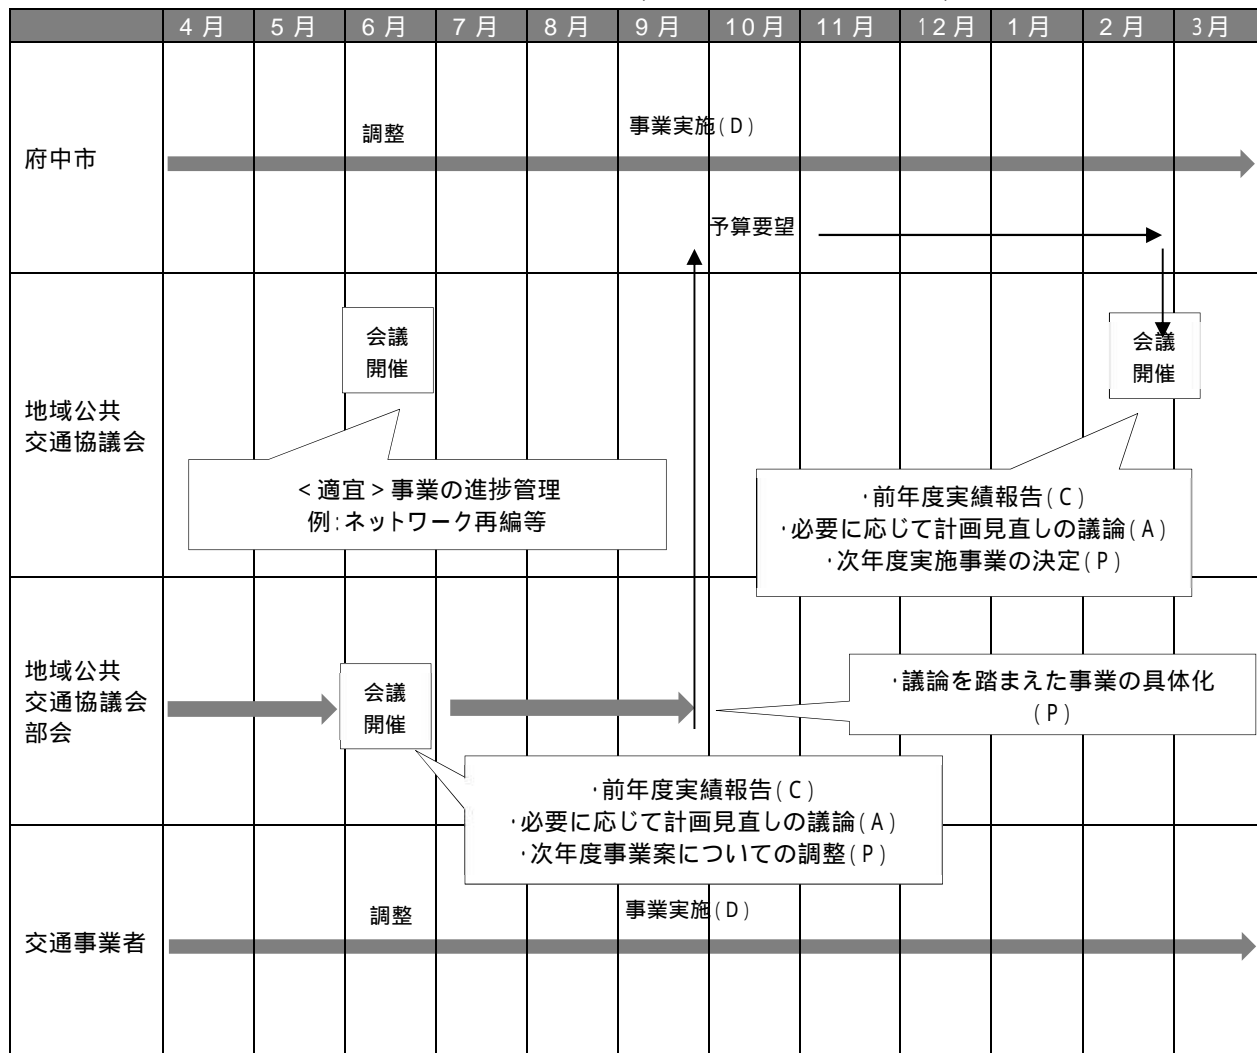 4月 5月 6月 7月 8月 9月 10月 11月 12月 1月 2月 3月
府中市
調整
事業実施(D)
予算要望
地域公共
交通協議会
会議
開催
会議
開催
<適宜>事業の進捗管理
例:ネットワーク再編等
・前年度実績報告(C)
・必要に応じて計画見直しの議論(A)
・次年度実施事業の決定(P)
地域公共
交通協議会
部会
会議
開催
・議論を踏まえた事業の具体化
(P)
・前年度実績報告(C)
・必要に応じて計画見直しの議論(A)
・次年度事業案についての調整(P)
交通事業者
調整
事業実施(D)